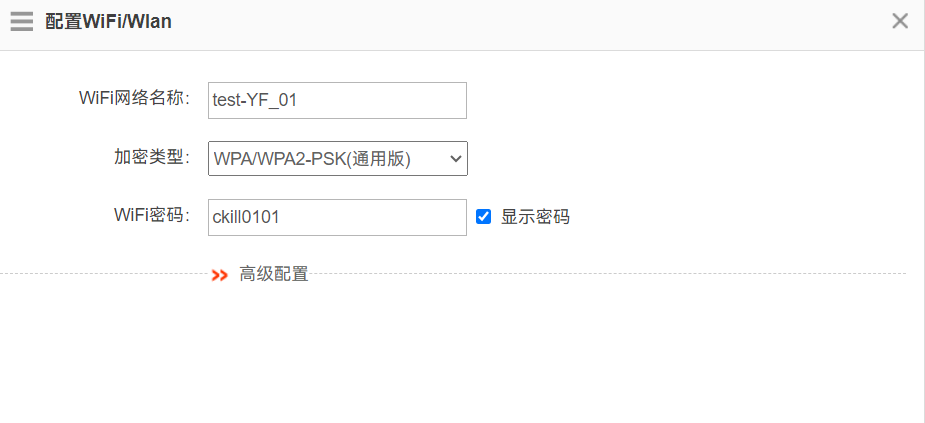 配置WiFi/Wlan
WiFi网络名称: test-YF_01
加密类型: WPA/WPA2-PSK(通用版)
WiFi密码: ckill0101 显示密码
高级配置